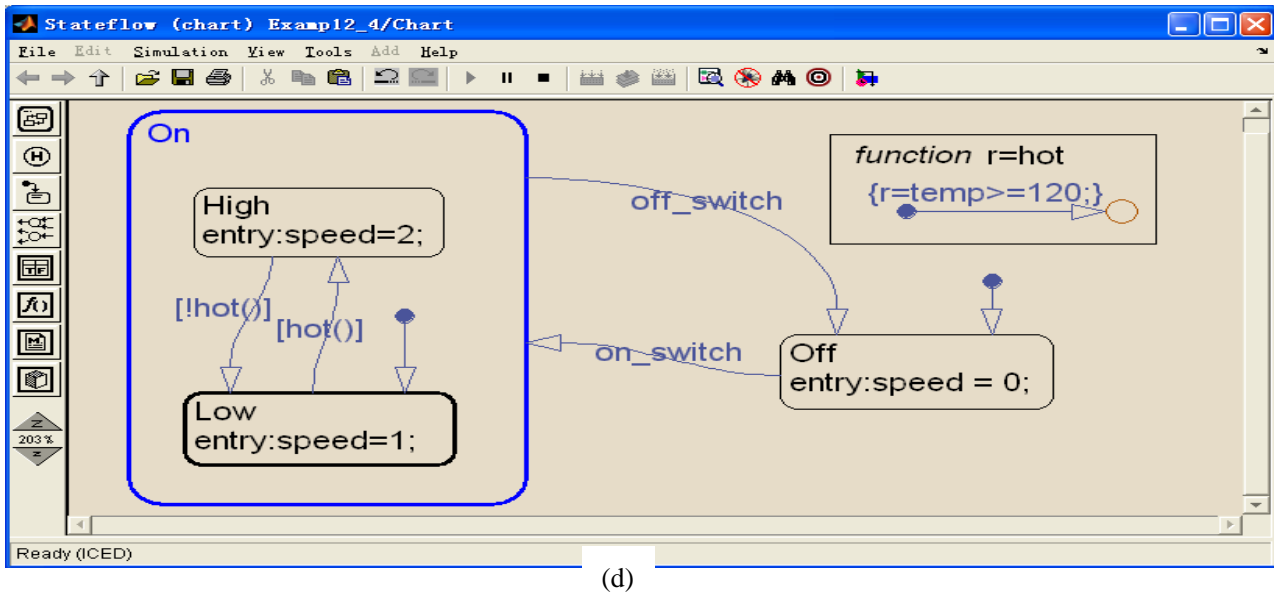 Stateflow (chart) Examp12_4/Chart
File Edit Simulation View Tools Add Help
On
High
entry:speed=2;
[!hot()]
[hot()]
Low
entry:speed=1;
off_switch
on_switch
function r=hot
{r=temp>=120;}
Off
entry:speed = 0;
H
TF
f()
M
Z
203%
Z
Ready (ICED)
(d)